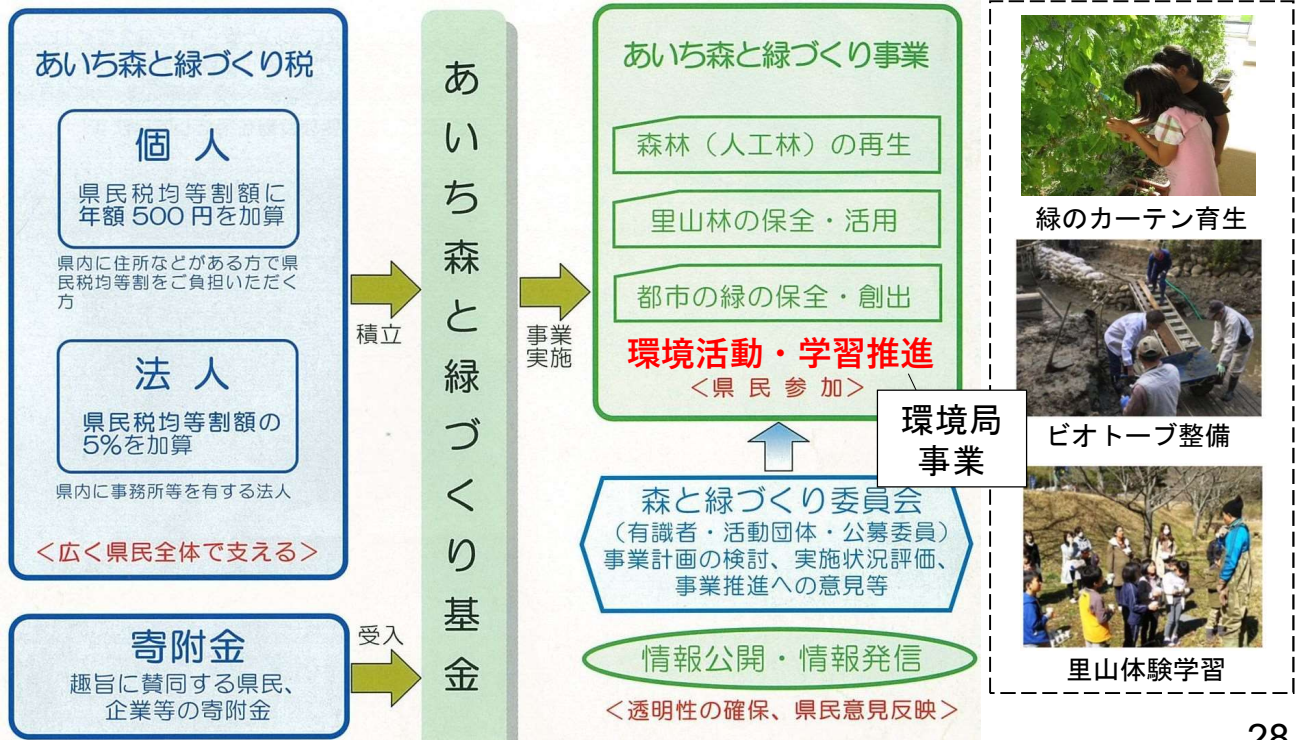 あいち森と緑づくり税
個人
県民税均等割額に
年額500円を加算
県内に住所などがある方で県
民税均等割をご負担いただく
方
法人
県民税均等割額の
5%を加算
県内に事務所等を有する法人
<広く県民全体で支える>
寄附金
趣旨に賛同する県民、
企業等の寄附金
積立
受入
あいち森と緑づくり基金
事業
実施
あいち森と緑づくり事業
森林（人工林）の再生
里山林の保全・活用
都市の緑の保全・創出
環境活動・学習推進
<県民参加>
環境局
事業
森と緑づくり委員会
（有識者・活動団体・公募委員）
事業計画の検討、実施状況評価、
事業推進への意見等
情報公開・情報発信
<透明性の確保、県民意見反映>
緑のカーテン育生
ビオトーブ整備
里山体験学習
28